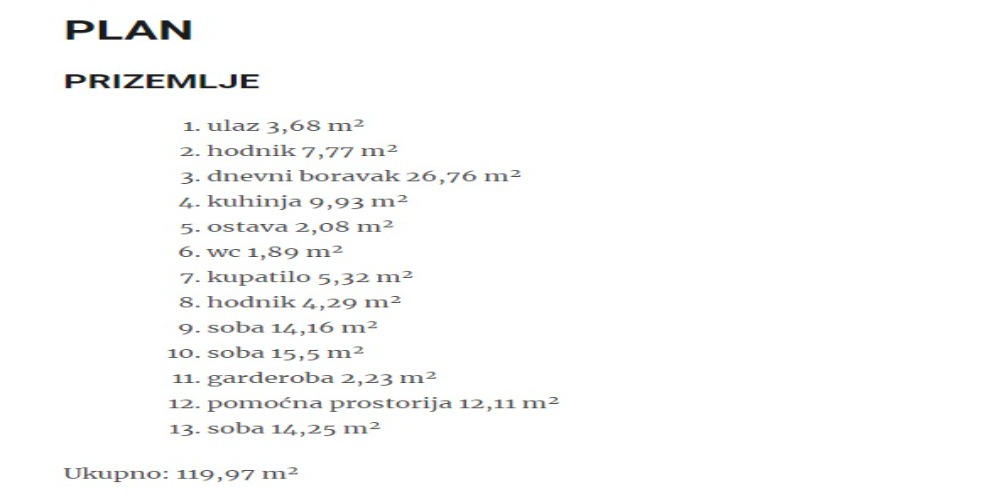 PLAN
PRIZEMLJE
1. ulaz 3,68 m²
2. hodnik 7,77 m²
3. dnevni boravak 26,76 m²
4. kuhinja 9,93 m²
5. ostava 2,08 m²
6. wc 1,89 m²
7. kupatilo 5,32 m²
8. hodnik 4,29 m²
9. soba 14,16 m²
10. soba 15,5 m²
11. garderoba 2,23 m²
12. pomoćna prostorija 12,11 m²
13. soba 14,25 m²
Ukupno: 119,97 m²